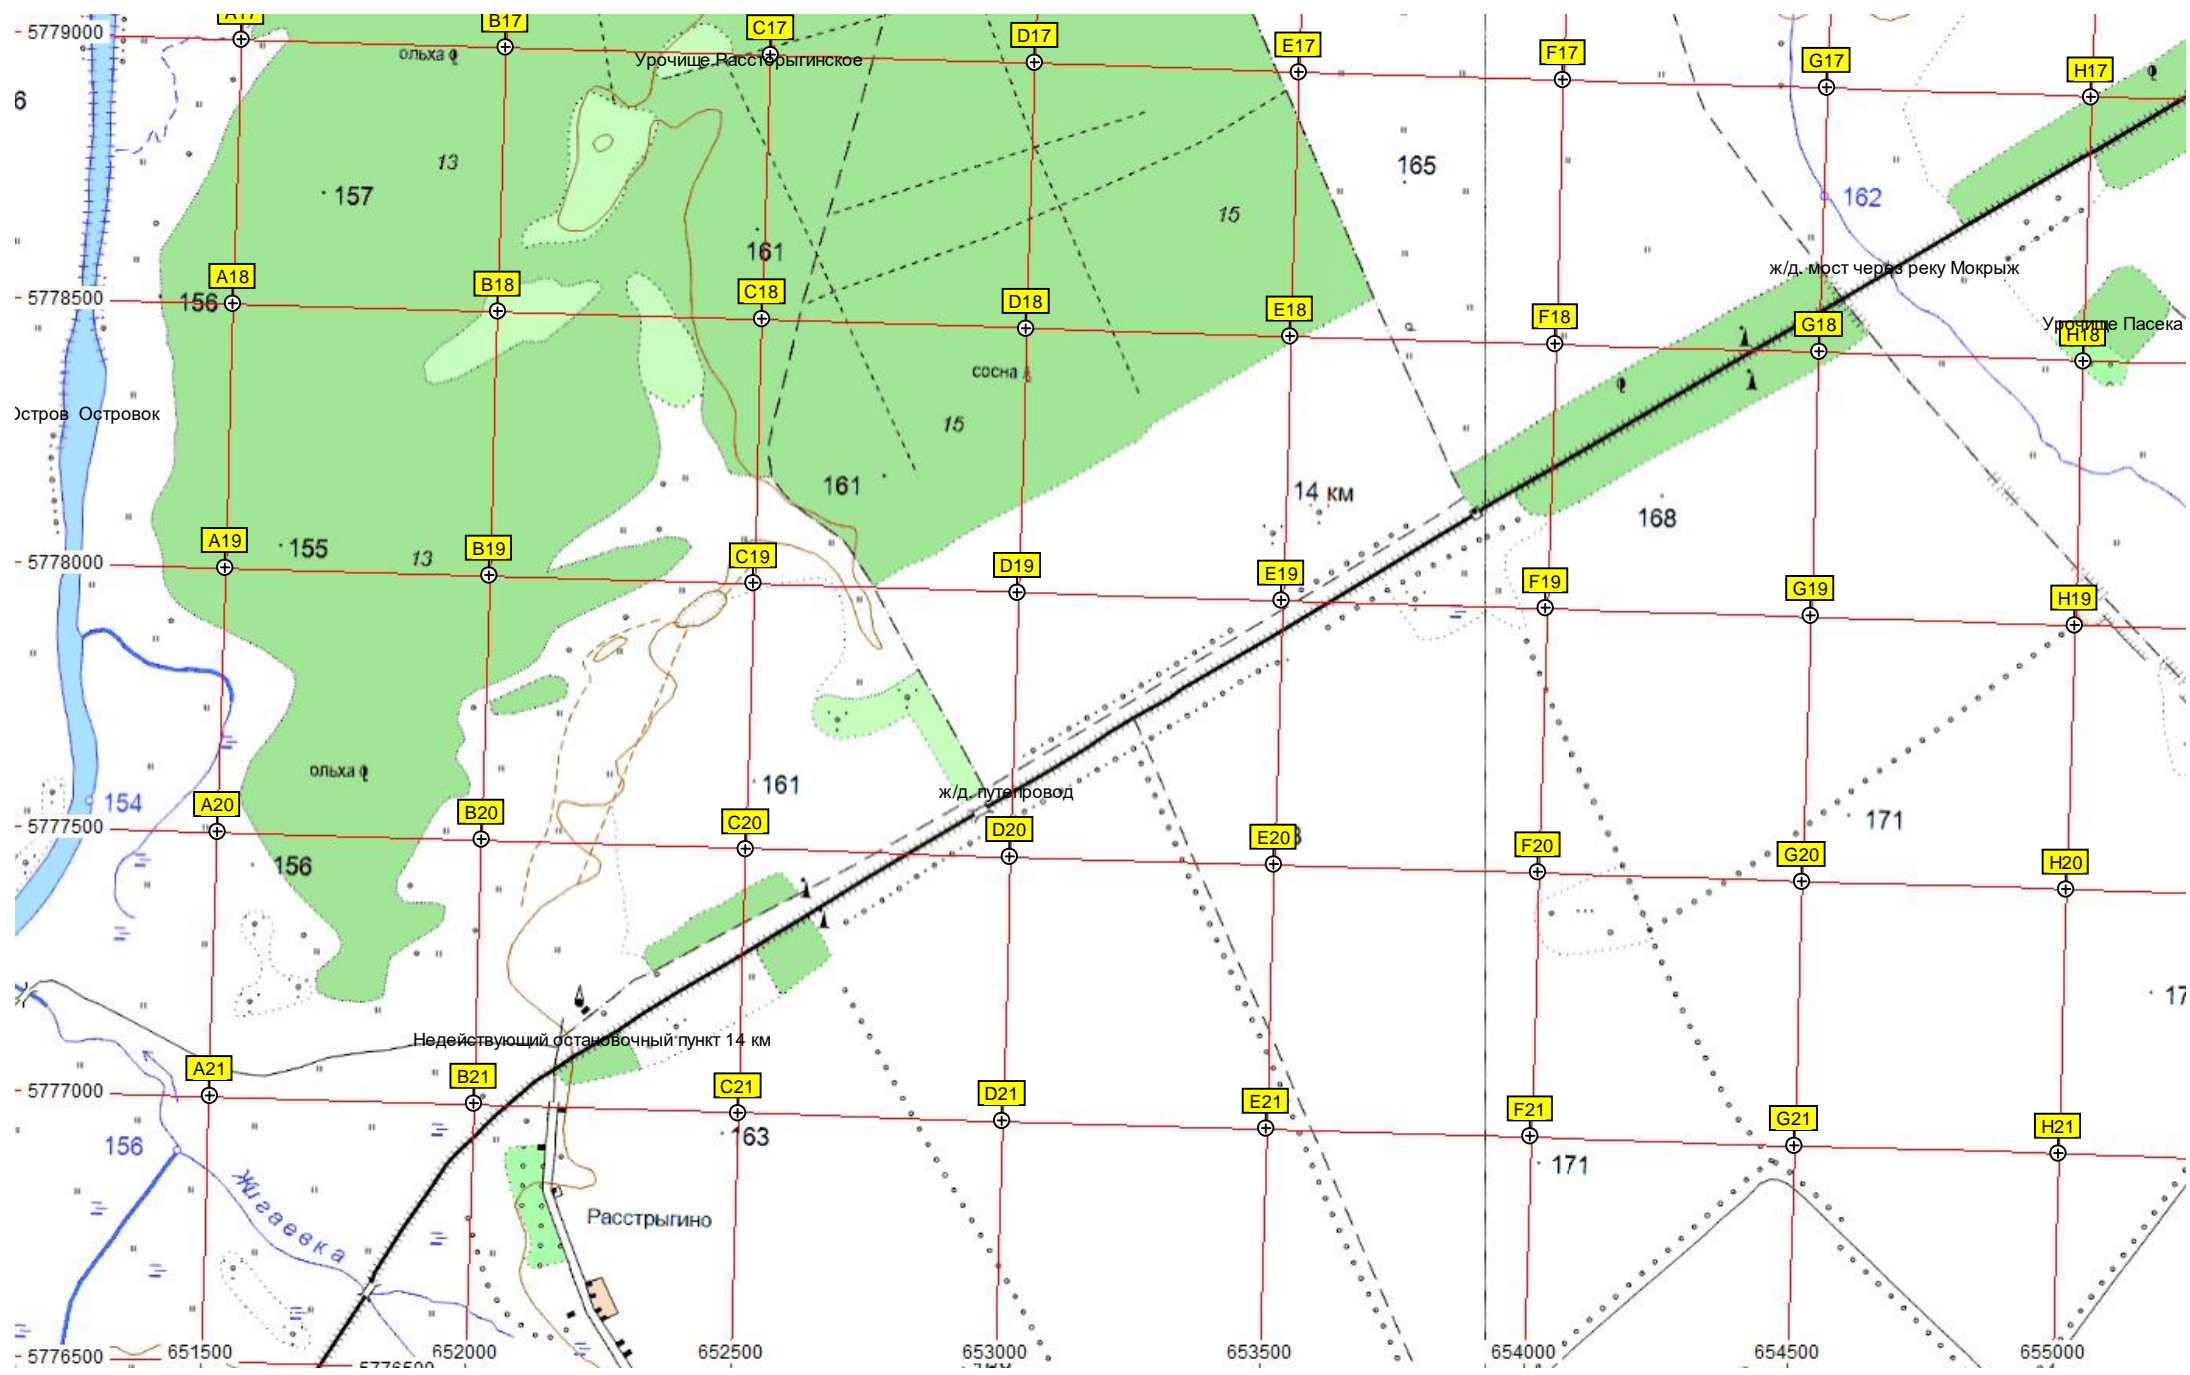 A17
B17
C17
D17
E17
F17
G17
H17
5779000
ольха
Урочище Расстрыгинское
6
13
157
161
15
165
162
ж/д. мост через реку Мокрыж
Урочище Пасека
A18
B18
C18
D18
E18
F18
G18
H18
5778500
156
сосна
15
Остров Островок
161
14 км
168
A19
B19
C19
D19
E19
F19
G19
H19
5778000
155
13
ольха
161
154
ж/д. путепровод
171
A20
B20
C20
D20
E20
F20
G20
H20
5777500
156
17
Недействующий остановочный пункт 14 км
A21
B21
C21
D21
E21
F21
G21
H21
5777000
156
163
171
Жигаевка
Расстрыгино
5776500
651500
652000
652500
653000
653500
654000
654500
655000
5776500